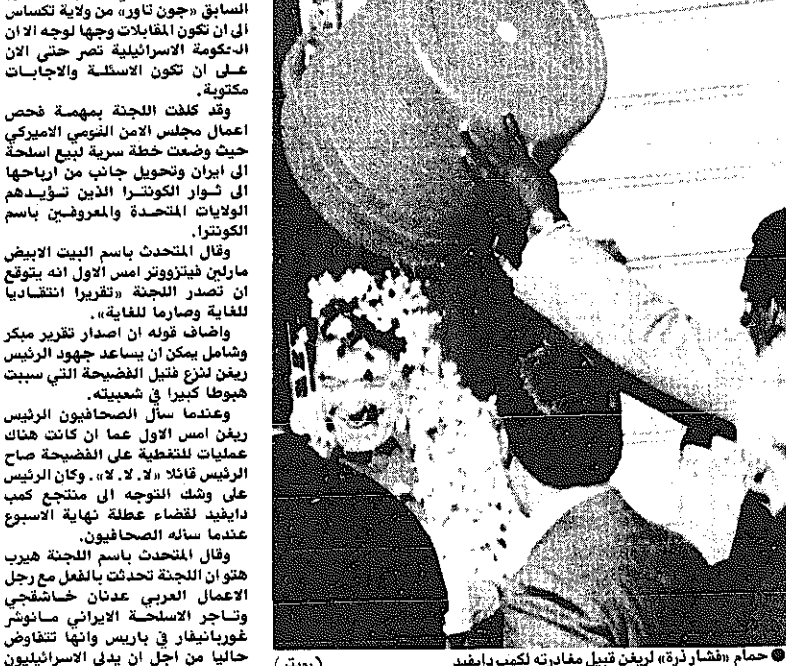 السابق «جون تاور» من ولاية تكساس
الى ان تكون المقابلات وجها لوجه الا ان
الحكومة الاسرائيلية تصر حتى الان
على ان تكون الاسئلة والاجابات
مكتوبة.
وقد كلفت اللجنة بمهمة فحص
اعمال مجلس الامن القومي الاميركي
حيث وضعت خطة سرية لبيع اسلحة
الى ايران وتحويل جانب من ارباحها
الى ثوار الكونترا الذين تؤيدهم
الولايات المتحدة والمعروفين باسم
الكونترا.
وقال المتحدث باسم البيت الابيض
مارلين فيتزووتر امس الاول انه يتوقع
ان تصدر اللجنة «تقريرا انتقاديا
للغاية وصارما للغاية».
واضاف قوله ان اصدار تقرير مبكر
وشامل يمكن ان يساعد جهود الرئيس
ريغن لنزع فتيل الفضيحة التي سببت
هبوطا كبيرا في شعبيته.
وعندما سأل الصحافيون الرئيس
ريغن امس الاول عما ان كانت هناك
عمليات للتغطية على الفضيحة صاح
الرئيس قائلا «لا. لا. لا». وكان الرئيس
على وشك التوجه الى منتجع كمب
دايفيد لقضاء عطلة نهاية الاسبوع
عندما سأله الصحافيون.
وقال المتحدث باسم اللجنة هيرب
هتو ان اللجنة تحدثت بالفعل مع رجل
الاعمال العربي عدنان خاشقجي
وتاجر الاسلحة الايراني مانوشر
غوربانيفار في باريس وانها تتفاوض
حاليا من اجل ان يدلي الاسرائيليون
حمام «فشار ذرة» لريغن قبيل مغادرته لكمب دايفيد
(رويتر)